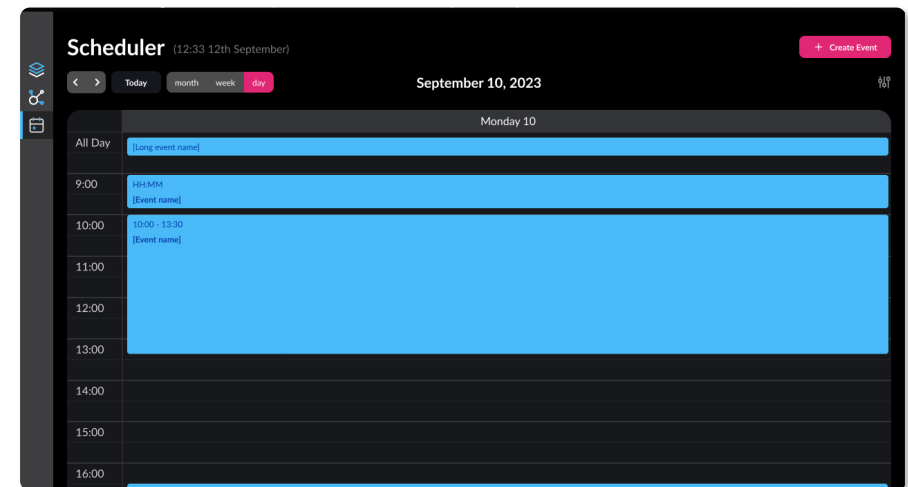 Scheduler (12:33 12th September)
+ Create Event
< > Today month week day
September 10, 2023
Monday 10
All Day
[Long event name]
9:00
HH:MM
[Event name]
10:00
10:00 - 13:30
[Event name]
11:00
12:00
13:00
14:00
15:00
16:00